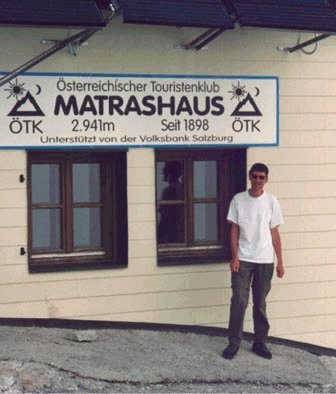 Österreichischer Touristenklub
MATRASHAUS
ÖTK 2.941m Seit 1898 ÖTK
Unterstützt von der Volksbank Salzburg